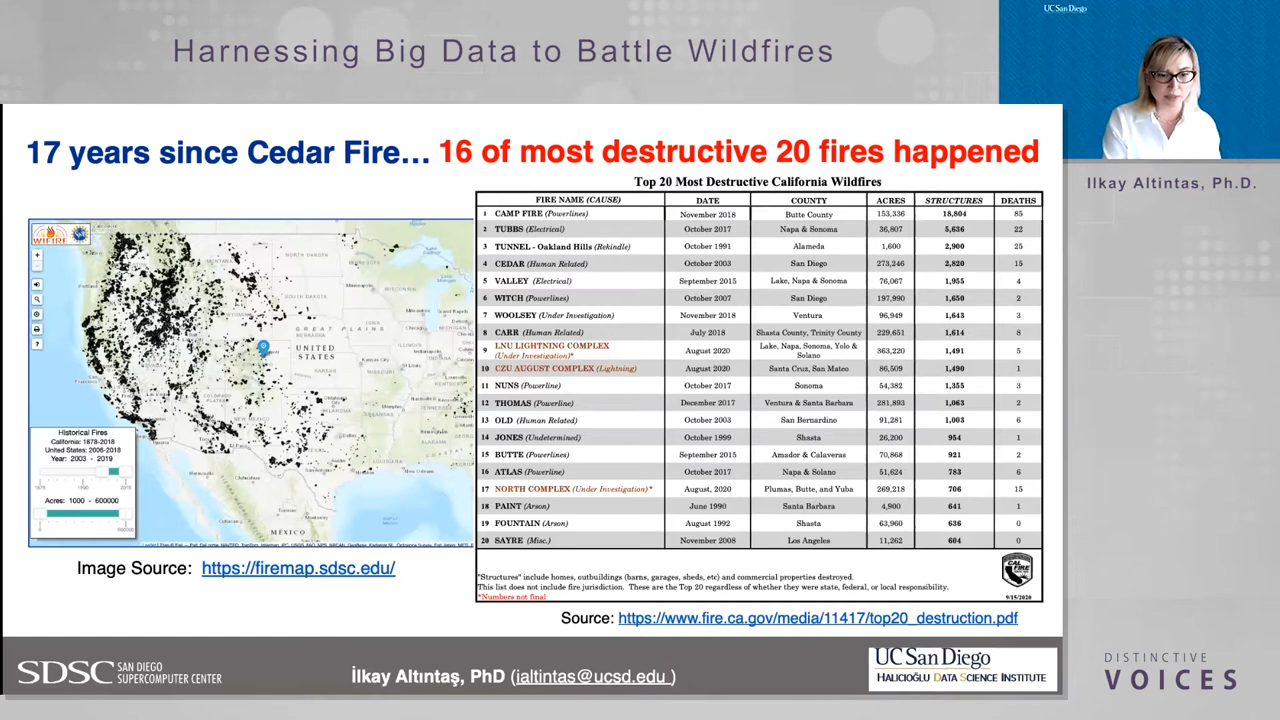 Harnessing Big Data to Battle Wildfires
UC San Diego
Ilkay Altintas, Ph.D.
17 years since Cedar Fire… 16 of most destructive 20 fires happened
Top 20 Most Destructive California Wildfires
FIRE NAME (CAUSE) DATE COUNTY ACRES STRUCTURES DEATHS
1 CAMP FIRE (Powerlines) November 2018 Butte County 153,336 18,804 85
2 TUBBS (Electrical) October 2017 Napa & Sonoma 36,807 5,636 22
3 TUNNEL - Oakland Hills (Rekindle) October 1991 Alameda 1,600 2,900 25
4 CEDAR (Human Related) October 2003 San Diego 273,246 2,820 15
5 VALLEY (Electrical) September 2015 Lake, Napa & Sonoma 76,067 1,955 4
6 WITCH (Powerlines) October 2007 San Diego 197,990 1,650 2
7 WOOLSEY (Under Investigation) November 2018 Ventura 96,949 1,643 3
8 CARR (Human Related) July 2018 Shasta County, Trinity County 229,651 1,614 8
9 LNU LIGHTNING COMPLEX (Under Investigation)* August 2020 Lake, Napa, Sonoma, Yolo & Solano 363,220 1,491 5
10 CZU AUGUST COMPLEX (Lightning) August 2020 Santa Cruz, San Mateo 86,509 1,490 1
11 NUNS (Powerline) October 2017 Sonoma 54,382 1,355 3
12 THOMAS (Powerline) December 2017 Ventura & Santa Barbara 281,893 1,063 2
13 OLD (Human Related) October 2003 San Bernardino 91,281 1,003 6
14 JONES (Undetermined) October 1999 Shasta 26,200 954 1
15 BUTTE (Powerlines) September 2015 Amador & Calaveras 70,868 921 2
16 ATLAS (Powerline) October 2017 Napa & Solano 51,624 783 6
17 NORTH COMPLEX (Under Investigation) * August, 2020 Plumas, Butte, and Yuba 269,218 706 15
18 PAINT (Arson) June 1990 Santa Barbara 4,900 641 1
19 FOUNTAIN (Arson) August 1992 Shasta 63,960 636 0
20 SAYRE (Misc.) November 2008 Los Angeles 11,262 604 0
"Structures" include homes, outbuildings (barns, garages, sheds, etc) and commercial properties destroyed.
This list does not include fire jurisdiction. These are the Top 20 regardless of whether they were state, federal, or local responsibility.
*Numbers not final
CAL FIRE
9/15/2020
WIFIRE
MONTANA
NORTH DAKOTA
SOUTH DAKOTA
GREAT PLAINS
UNITED
STATES
OKLAHOMA
MÉXICO
Historical Fires
California: 1878-2018
United States: 2006-2018
Year: 2003 - 2019
Acres: 1000 - 600000
Image Source: https://firemap.sdsc.edu/
Source: https://www.fire.ca.gov/media/11417/top20_destruction.pdf
SDSC SAN DIEGO
SUPERCOMPUTER CENTER
İlkay Altıntaş, PhD (ialtintas@ucsd.edu )
UC San Diego
HALICIOĞLU DATA SCIENCE INSTITUTE
DISTINCTIVE
VOICES